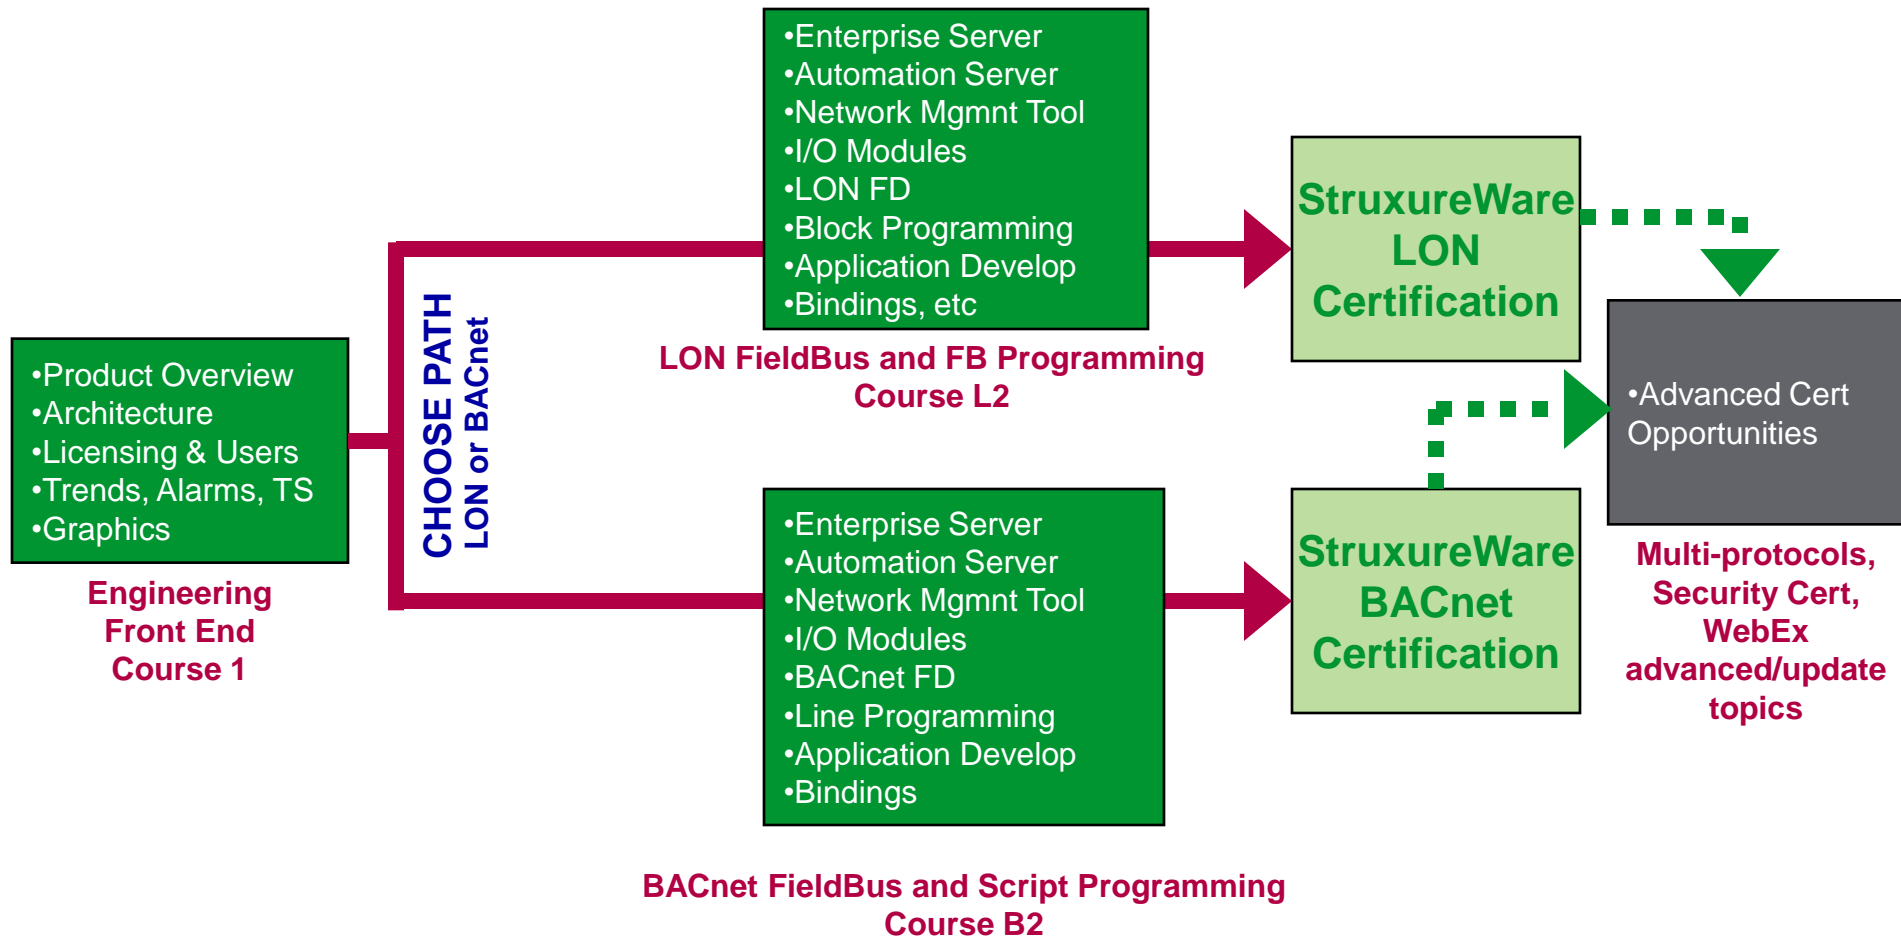 •Product Overview
•Architecture
•Licensing & Users
•Trends, Alarms, TS
•Graphics
Engineering
Front End
Course 1
CHOOSE PATH
LON or BACnet
•Enterprise Server
•Automation Server
•Network Mgmnt Tool
•I/O Modules
•LON FD
•Block Programming
•Application Develop
•Bindings, etc
LON FieldBus and FB Programming
Course L2
StruxureWare
LON
Certification
•Enterprise Server
•Automation Server
•Network Mgmnt Tool
•I/O Modules
•BACnet FD
•Line Programming
•Application Develop
•Bindings
BACnet FieldBus and Script Programming
Course B2
StruxureWare
BACnet
Certification
•Advanced Cert
Opportunities
Multi-protocols,
Security Cert,
WebEx
advanced/update
topics